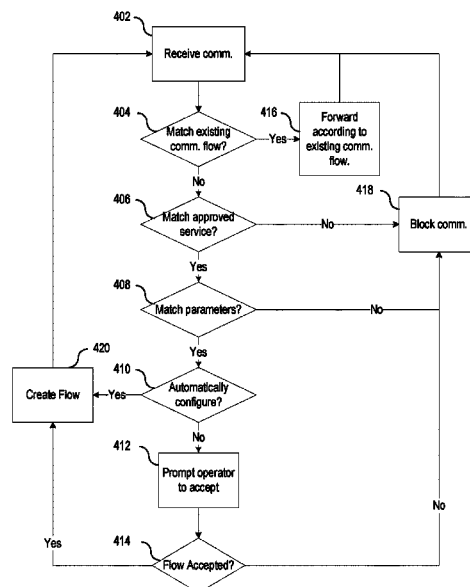 402
Receive comm.
404
Match existing
comm. flow?
Yes
416
Forward
according to
existing comm.
flow.
No
406
Match approved
service?
No
418
Block comm.
Yes
408
Match parameters?
No
Yes
420
Create Flow
410
Automatically
configure?
Yes
No
412
Prompt operator
to accept
Yes
414
Flow Accepted?
No